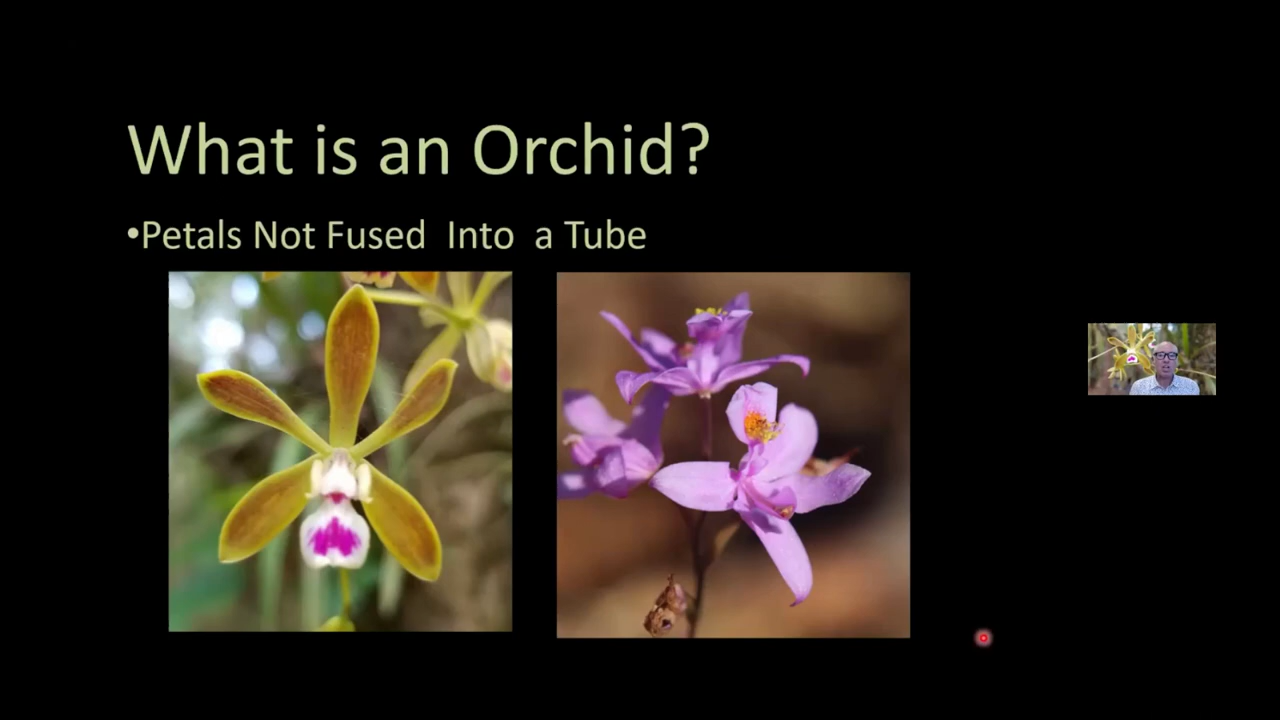 What is an Orchid?
•Petals Not Fused  Into  a Tube